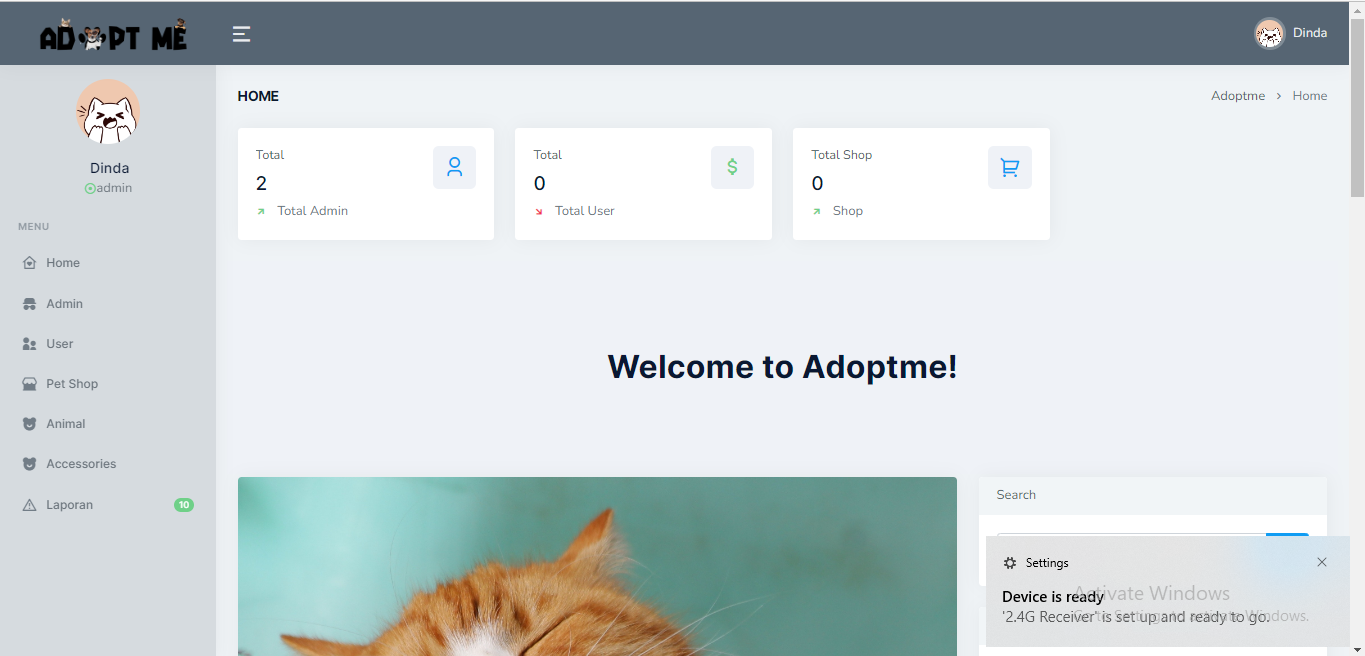 ADOPT ME
Dinda
Dinda
admin
MENU
Home
Admin
User
Pet Shop
Animal
Accessories
Laporan 10
HOME
Adoptme > Home
Total
2
Total Admin
Total
0
$
Total User
Total Shop
0
Shop
Welcome to Adoptme!
Search
Settings
Device is ready
'2.4G Receiver' is set up and ready to go.
Activate Windows
Go to Settings to activate Windows.